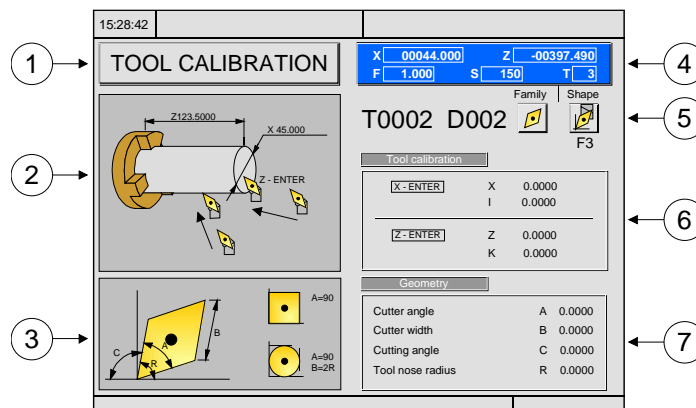 15:28:42
1
TOOL CALIBRATION
X 00044.000 Z -00397.490
F 1.000 S 150 T 3
4
Family Shape
T0002 D002
F3
5
Z123.5000
X 45.000
Z - ENTER
2
Tool calibration
X - ENTER X 0.0000
I 0.0000
Z - ENTER Z 0.0000
K 0.0000
6
Geometry
Cutter angle A 0.0000
Cutter width B 0.0000
Cutting angle C 0.0000
Tool nose radius R 0.0000
7
3
A=90
B
C
A
R
A=90
B=2R